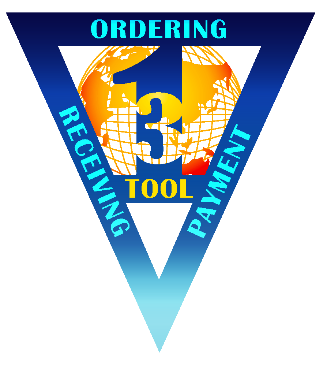 ORDERING
1
3
TOOL
RECEIVING
PAYMENT